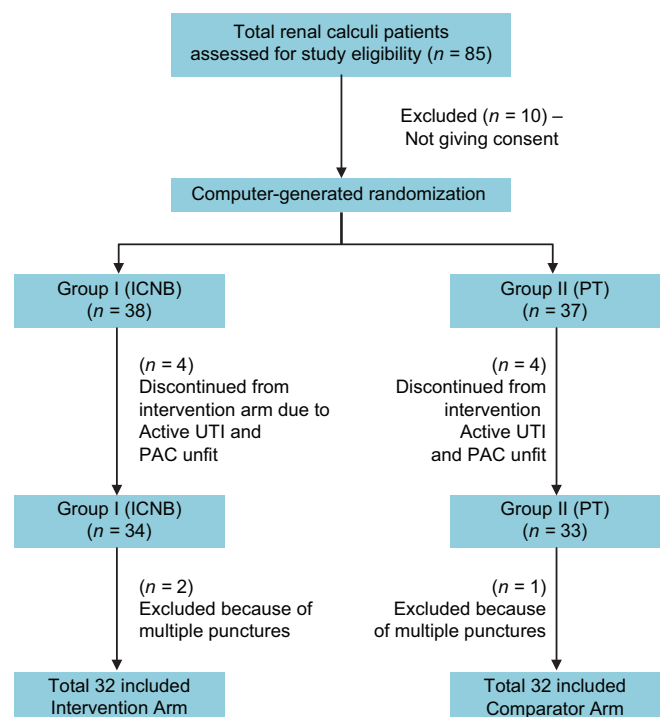 Total renal calculi patients
assessed for study eligibility (n = 85)
Excluded (n = 10) –
Not giving consent
Computer-generated randomization
Group I (ICNB)
(n = 38)
Group II (PT)
(n = 37)
(n = 4)
Discontinued from
intervention arm due to
Active UTI and
PAC unfit
(n = 4)
Discontinued from
intervention
Active UTI
and PAC unfit
Group I (ICNB)
(n = 34)
Group II (PT)
(n = 33)
(n = 2)
Excluded because of
multiple punctures
(n = 1)
Excluded because
of multiple punctures
Total 32 included
Intervention Arm
Total 32 included
Comparator Arm